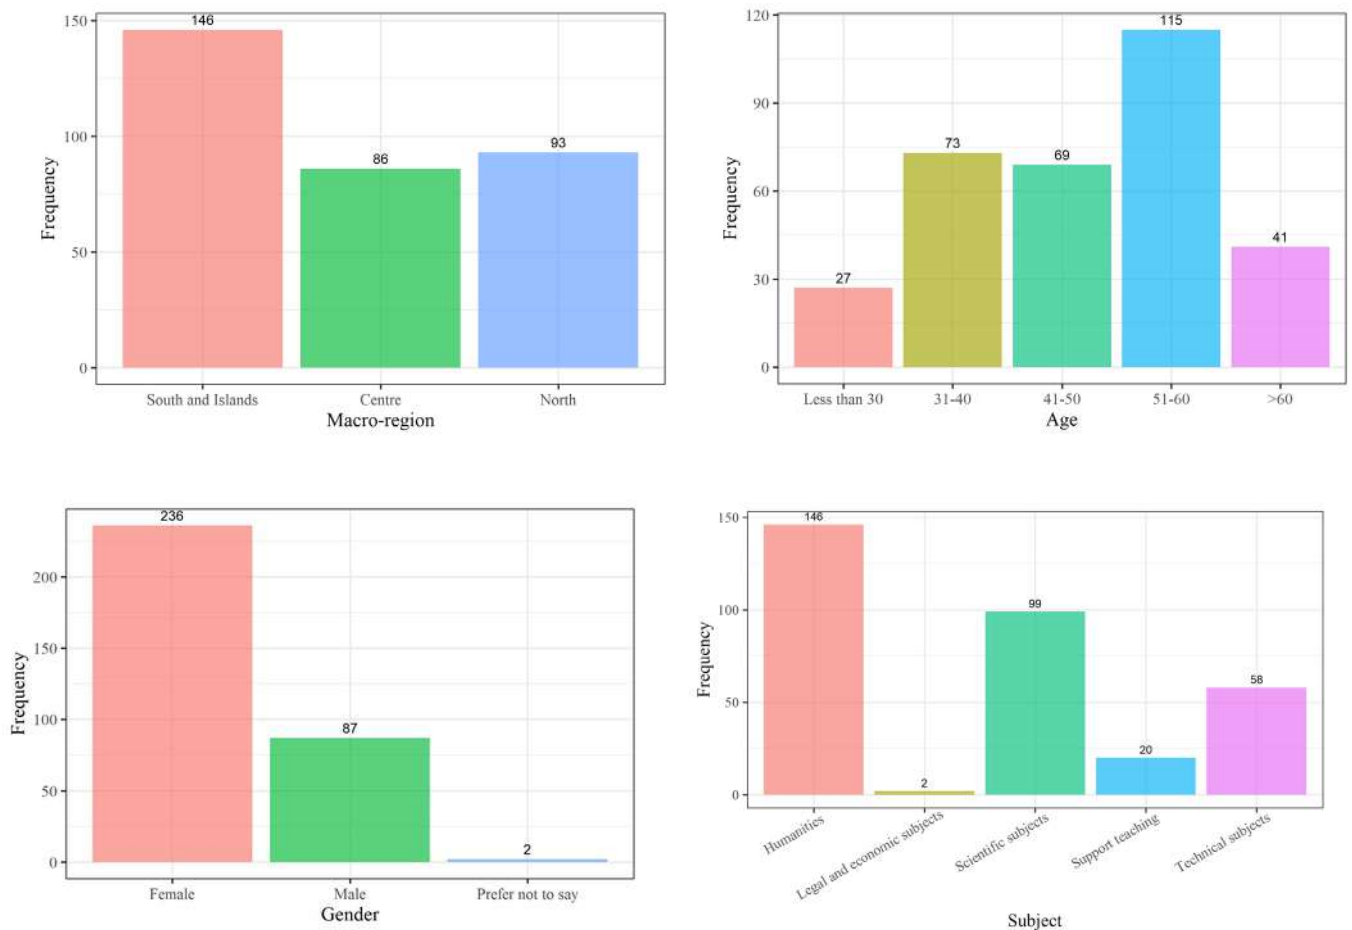 150
146
100
86
93
50
0
Frequency
South and Islands
Centre
North
Macro-region
120
115
90
73
69
60
41
30
27
0
Frequency
Less than 30
31-40
41-50
51-60
>60
Age
236
200
150
100
87
50
2
0
Frequency
Female
Male
Prefer not to say
Gender
150
146
100
99
58
50
20
2
0
Frequency
Humanities
Legal and economic subjects
Scientific subjects
Support teaching
Technical subjects
Subject